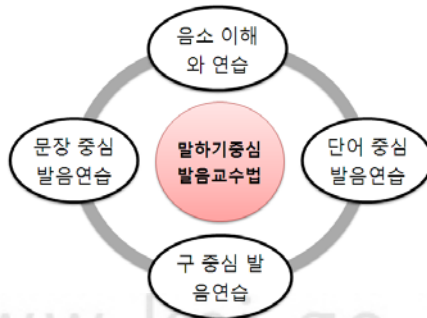 음소 이해
와 연습
문장 중심
발음연습
말하기중심
발음교수법
단어 중심
발음연습
구 중심 발
음연습